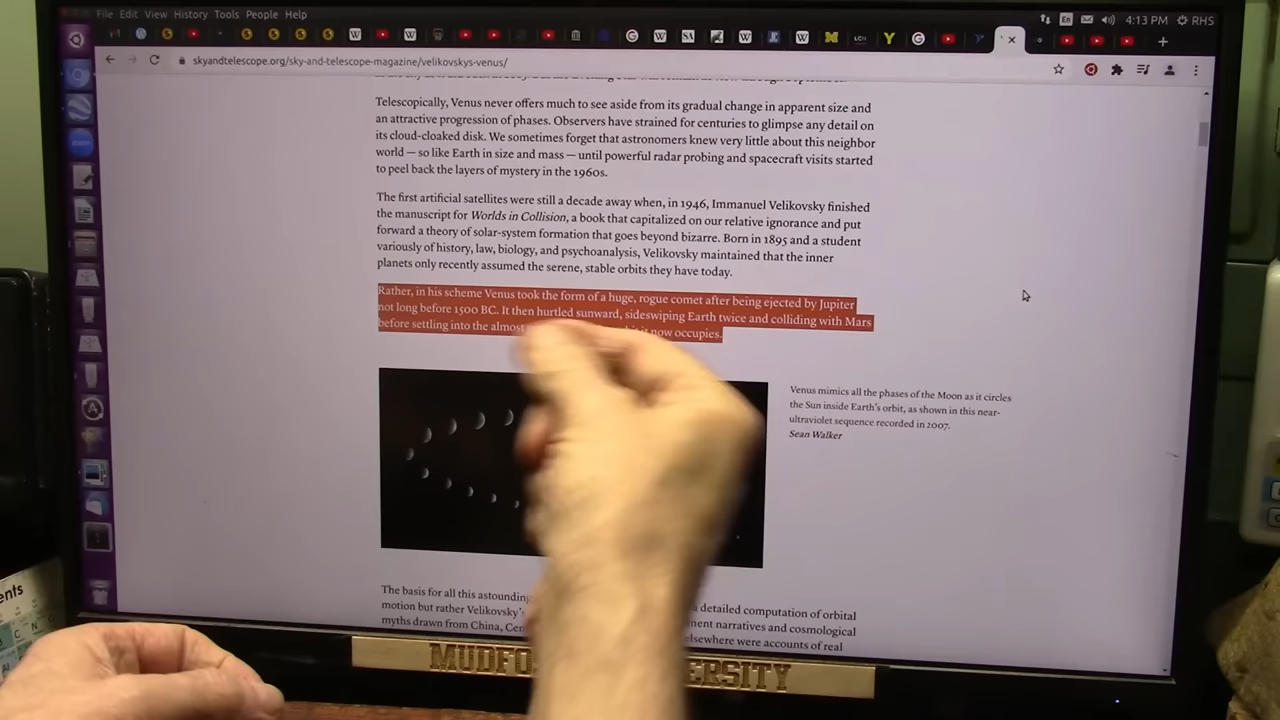 File Edit View History Tools People Help
En 4:13 PM RHS
skyandtelescope.org/sky-and-telescope-magazine/velikovskys-venus/
Telescopically, Venus never offers much to see aside from its gradual change in apparent size and
an attractive progression of phases. Observers have strained for centuries to glimpse any detail on
its cloud-cloaked disk. We sometimes forget that astronomers knew very little about this neighbor
world — so like Earth in size and mass — until powerful radar probing and spacecraft visits started
to peel back the layers of mystery in the 1960s.
The first artificial satellites were still a decade away when, in 1946, Immanuel Velikovsky finished
the manuscript for Worlds in Collision, a book that capitalized on our relative ignorance and put
forward a theory of solar-system formation that goes beyond bizarre. Born in 1895 and a student
variously of history, law, biology, and psychoanalysis, Velikovsky maintained that the inner
planets only recently assumed the serene, stable orbits they have today.
Rather, in his scheme Venus took the form of a huge, rogue comet after being ejected by Jupiter
not long before 1500 BC. It then hurtled sunward, sideswiping Earth twice and colliding with Mars
before settling into the almost now occupies.
Venus mimics all the phases of the Moon as it circles
the Sun inside Earth's orbit, as shown in this near-
ultraviolet sequence recorded in 2007.
Sean Walker
The basis for all this astounding a detailed computation of orbital
motion but rather Velikovsky's narratives and cosmological
myths drawn from China, elsewhere were accounts of real
MUDFO ERSITY
ents